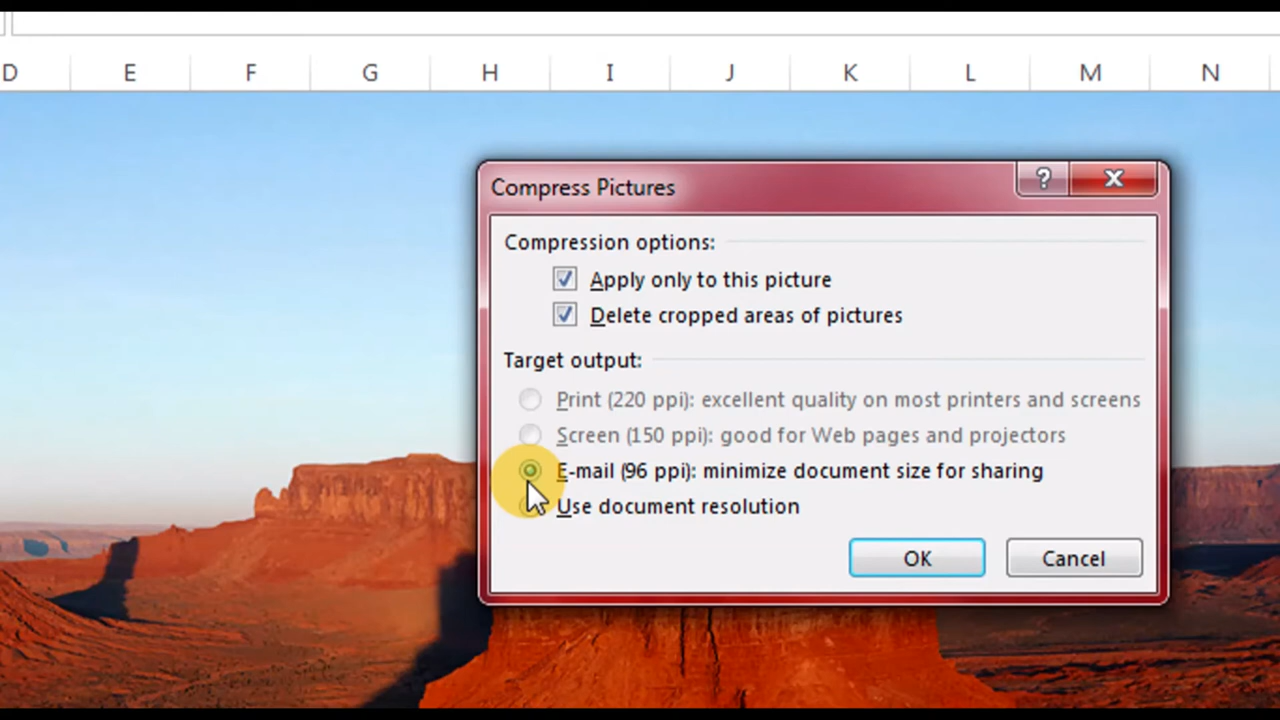 D E F G H I J K L M N
Compress Pictures ?
Compression options:
Apply only to this picture
Delete cropped areas of pictures
Target output:
Print (220 ppi): excellent quality on most printers and screens
Screen (150 ppi): good for Web pages and projectors
E-mail (96 ppi): minimize document size for sharing
Use document resolution
OK Cancel